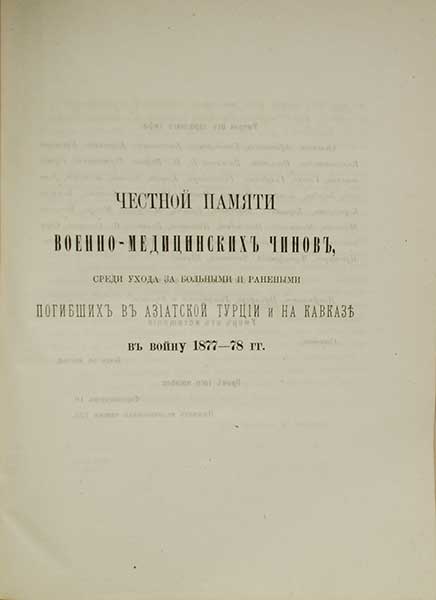 ЧЕСТНОЙ ПАМЯТИ
ВОЕННО-МЕДИЦИНСКИХЪ ЧИНОВЪ,
СРЕДИ УХОДА ЗА БОЛЬНЫМИ И РАНЕНЫМИ
ПОГИБШИХЪ ВЪ АЗІАТСКОЙ ТУРЦІИ И НА КАВКАЗѢ
ВЪ ВОЙНУ 1877—78 ГГ.